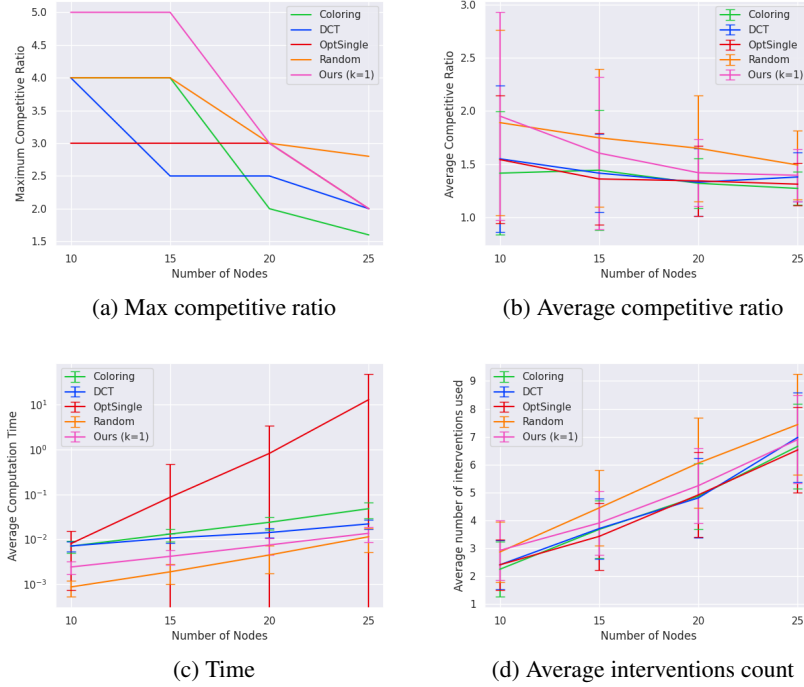 5.0
4.5
4.0
3.5
3.0
2.5
2.0
1.5
Maximum Competitive Ratio
Coloring
DCT
OptSingle
Random
Ours (k=1)
10 15 20 25
Number of Nodes
(a) Max competitive ratio
3.0
2.5
2.0
1.5
1.0
Average Competitive Ratio
Coloring
DCT
OptSingle
Random
Ours (k=1)
10 15 20 25
Number of Nodes
(b) Average competitive ratio
10¹
10⁰
10⁻¹
10⁻²
10⁻³
Average Computation Time
Coloring
DCT
OptSingle
Random
Ours (k=1)
10 15 20 25
Number of Nodes
(c) Time
9
8
7
6
5
4
3
2
1
Average number of interventions used
Coloring
DCT
OptSingle
Random
Ours (k=1)
10 15 20 25
Number of Nodes
(d) Average interventions count